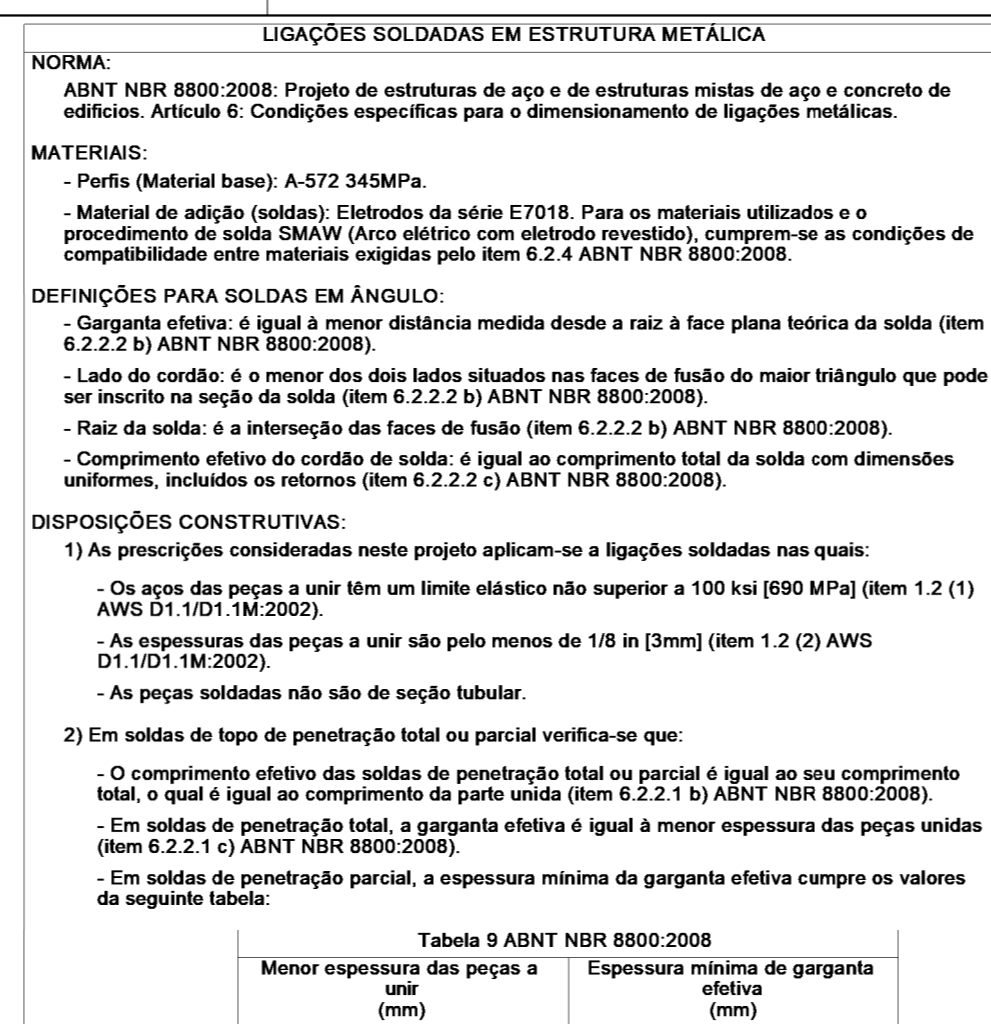 LIGAÇÕES SOLDADAS EM ESTRUTURA METÁLICA
NORMA:
ABNT NBR 8800:2008: Projeto de estruturas de aço e de estruturas mistas de aço e concreto de
edificios. Artículo 6: Condições específicas para o dimensionamento de ligações metálicas.
MATERIAIS:
- Perfis (Material base): A-572 345MPa.
- Material de adição (soldas): Eletrodos da série E7018. Para os materiais utilizados e o
procedimento de solda SMAW (Arco elétrico com eletrodo revestido), cumprem-se as condições de
compatibilidade entre materiais exigidas pelo item 6.2.4 ABNT NBR 8800:2008.
DEFINIÇÕES PARA SOLDAS EM ÂNGULO:
- Garganta efetiva: é igual à menor distância medida desde a raiz à face plana teórica da solda (item
6.2.2.2 b) ABNT NBR 8800:2008).
- Lado do cordão: é o menor dos dois lados situados nas faces de fusão do maior triângulo que pode
ser inscrito na seção da solda (item 6.2.2.2 b) ABNT NBR 8800:2008).
- Raiz da solda: é a interseção das faces de fusão (item 6.2.2.2 b) ABNT NBR 8800:2008).
- Comprimento efetivo do cordão de solda: é igual ao comprimento total da solda com dimensões
uniformes, incluídos os retornos (item 6.2.2.2 c) ABNT NBR 8800:2008).
DISPOSIÇÕES CONSTRUTIVAS:
1) As prescrições consideradas neste projeto aplicam-se a ligações soldadas nas quais:
- Os aços das peças a unir têm um limite elástico não superior a 100 ksi [690 MPa] (item 1.2 (1)
AWS D1.1/D1.1M:2002).
- As espessuras das peças a unir são pelo menos de 1/8 in [3mm] (item 1.2 (2) AWS
D1.1/D1.1M:2002).
- As peças soldadas não são de seção tubular.
2) Em soldas de topo de penetração total ou parcial verifica-se que:
- O comprimento efetivo das soldas de penetração total ou parcial é igual ao seu comprimento
total, o qual é igual ao comprimento da parte unida (item 6.2.2.1 b) ABNT NBR 8800:2008).
- Em soldas de penetração total, a garganta efetiva é igual à menor espessura das peças unidas
(item 6.2.2.1 c) ABNT NBR 8800:2008).
- Em soldas de penetração parcial, a espessura mínima da garganta efetiva cumpre os valores
da seguinte tabela:
Tabela 9 ABNT NBR 8800:2008
Menor espessura das peças a
unir
(mm)
Espessura mínima de garganta
efetiva
(mm)